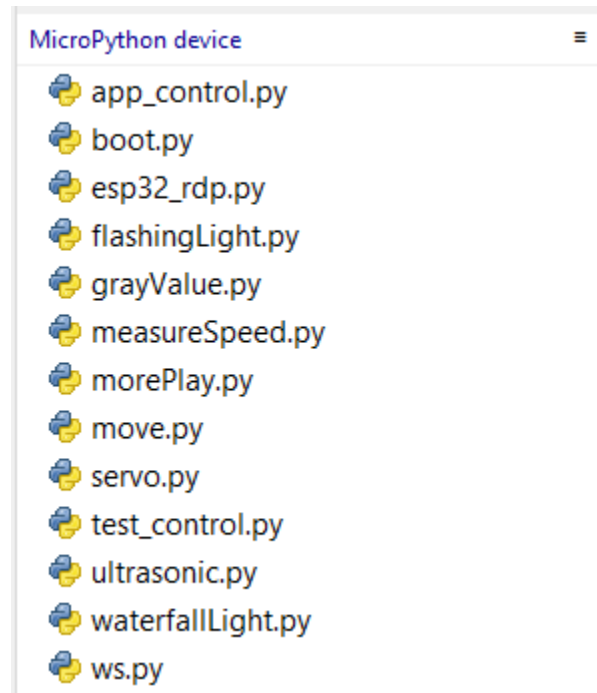 MicroPython device
app_control.py
boot.py
esp32_rdp.py
flashingLight.py
grayValue.py
measureSpeed.py
morePlay.py
move.py
servo.py
test_control.py
ultrasonic.py
waterfallLight.py
ws.py